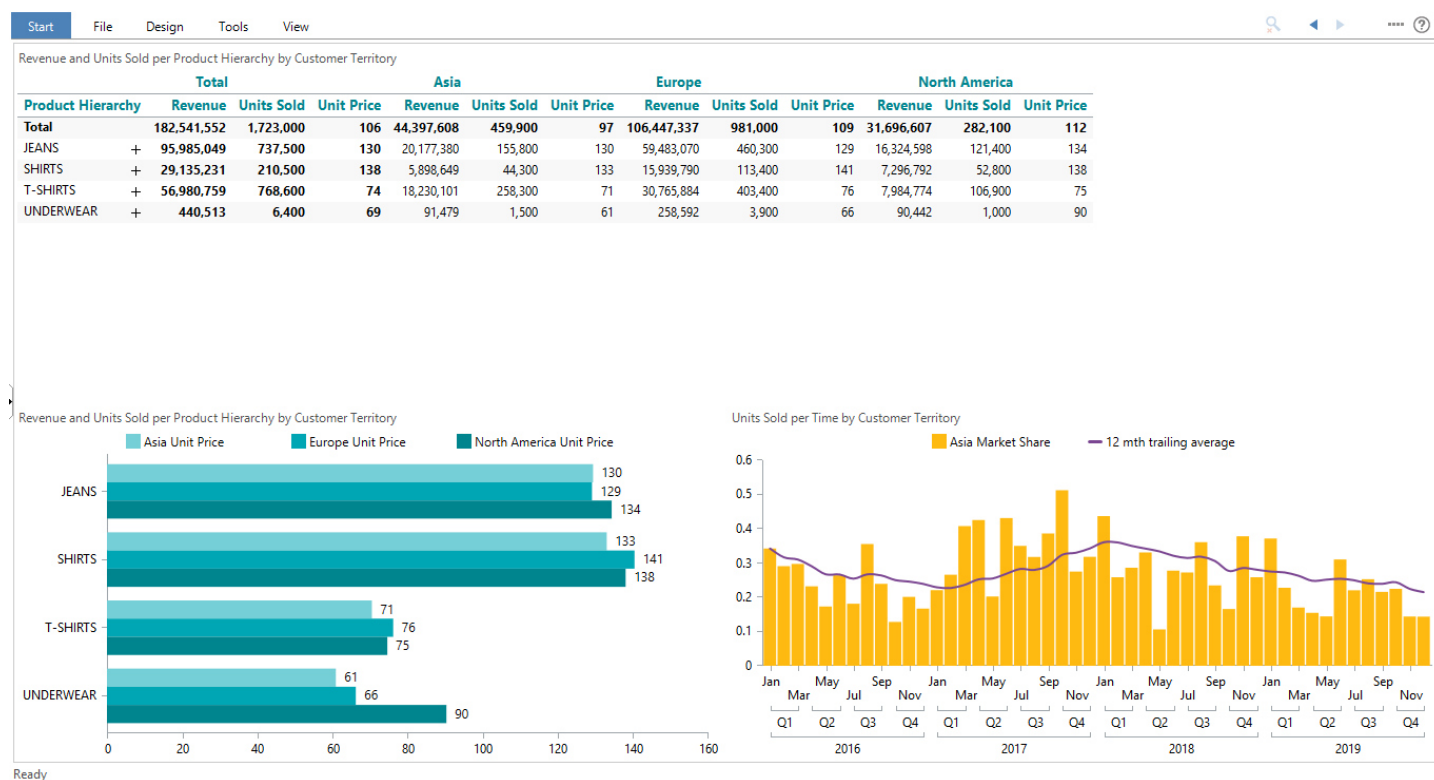 Start File Design Tools View
Revenue and Units Sold per Product Hierarchy by Customer Territory
Total Asia Europe North America
Product Hierarchy Revenue Units Sold Unit Price Revenue Units Sold Unit Price Revenue Units Sold Unit Price Revenue Units Sold Unit Price
Total 182,541,552 1,723,000 106 44,397,608 459,900 97 106,447,337 981,000 109 31,696,607 282,100 112
JEANS + 95,985,049 737,500 130 20,177,380 155,800 130 59,483,070 460,300 129 16,324,598 121,400 134
SHIRTS + 29,135,231 210,500 138 5,898,649 44,300 133 15,939,790 113,400 141 7,296,792 52,800 138
T-SHIRTS + 56,980,759 768,600 74 18,230,101 258,300 71 30,765,884 403,400 76 7,984,774 106,900 75
UNDERWEAR + 440,513 6,400 69 91,479 1,500 61 258,592 3,900 66 90,442 1,000 90
Revenue and Units Sold per Product Hierarchy by Customer Territory
Asia Unit Price Europe Unit Price North America Unit Price
JEANS
130
129
134
SHIRTS
133
141
138
T-SHIRTS
71
76
75
UNDERWEAR
61
66
90
0 20 40 60 80 100 120 140 160
Units Sold per Time by Customer Territory
Asia Market Share 12 mth trailing average
0.6
0.5
0.4
0.3
0.2
0.1
0
Jan May Sep Jan May Sep Jan May Sep Jan May Sep
Mar Jul Nov Mar Jul Nov Mar Jul Nov Mar Jul Nov
Q1 Q2 Q3 Q4 Q1 Q2 Q3 Q4 Q1 Q2 Q3 Q4 Q1 Q2 Q3 Q4
2016 2017 2018 2019
Ready